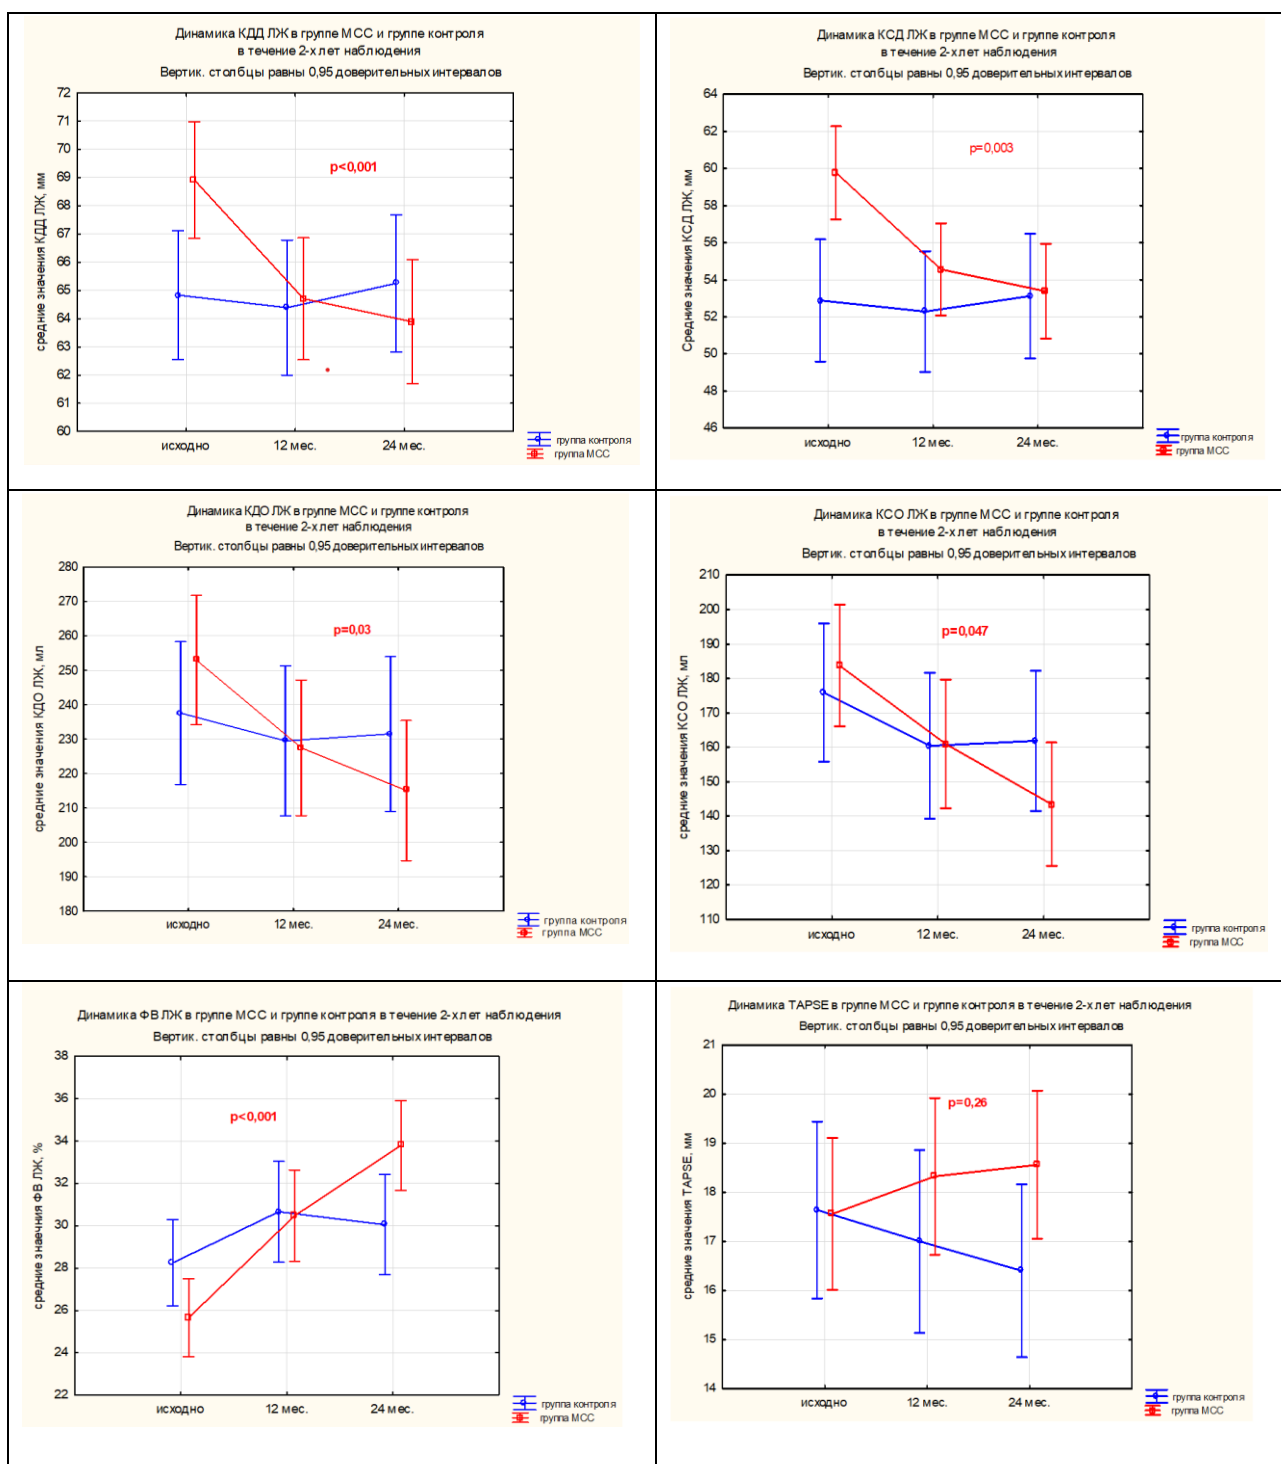 Динамика КДД ЛЖ в группе МСС и группе контроля
в течение 2-х лет наблюдения
Вертик. столбцы равны 0,95 доверительных интервалов
средние значения КДД ЛЖ, мм
72
71
70
69
68
67
66
65
64
63
62
61
60
p<0,001
исходно
12 мес.
24 мес.
группа контроля
группа МСС
Динамика КСД ЛЖ в группе МСС и группе контроля
в течение 2-х лет наблюдения
Вертик. столбцы равны 0,95 доверительных интервалов
Средние значения КСД ЛЖ, мм
64
62
60
58
56
54
52
50
48
46
p=0,003
исходно
12 мес.
24 мес.
группа контроля
группа МСС
Динамика КДО ЛЖ в группе МСС и группе контроля
в течение 2-х лет наблюдения
Вертик. столбцы равны 0,95 доверительных интервалов
средние значения КДО ЛЖ, мл
280
270
260
250
240
230
220
210
200
190
180
p=0,03
исходно
12 мес.
24 мес.
группа контроля
группа МСС
Динамика КСО ЛЖ в группе МСС и группе контроля
в течение 2-х лет наблюдения
Вертик. столбцы равны 0,95 доверительных интервалов
средние значения КСО ЛЖ, мл
210
200
190
180
170
160
150
140
130
120
110
p=0,047
исходно
12 мес.
24 мес.
группа контроля
группа МСС
Динамика ФВ ЛЖ в группе МСС и группе контроля в течение 2-х лет наблюдения
Вертик. столбцы равны 0,95 доверительных интервалов
средние знаечния ФВ ЛЖ, %
38
36
34
32
30
28
26
24
22
p<0,001
исходно
12 мес.
24 мес.
группа контроля
группа МСС
Динамика TAPSE в группе МСС и группе контроля в течение 2-х лет наблюдения
Вертик. столбцы равны 0,95 доверительных интервалов
средние значения TAPSE, мм
21
20
19
18
17
16
15
14
p=0,26
исходно
12 мес.
24 мес.
группа контроля
группа МСС